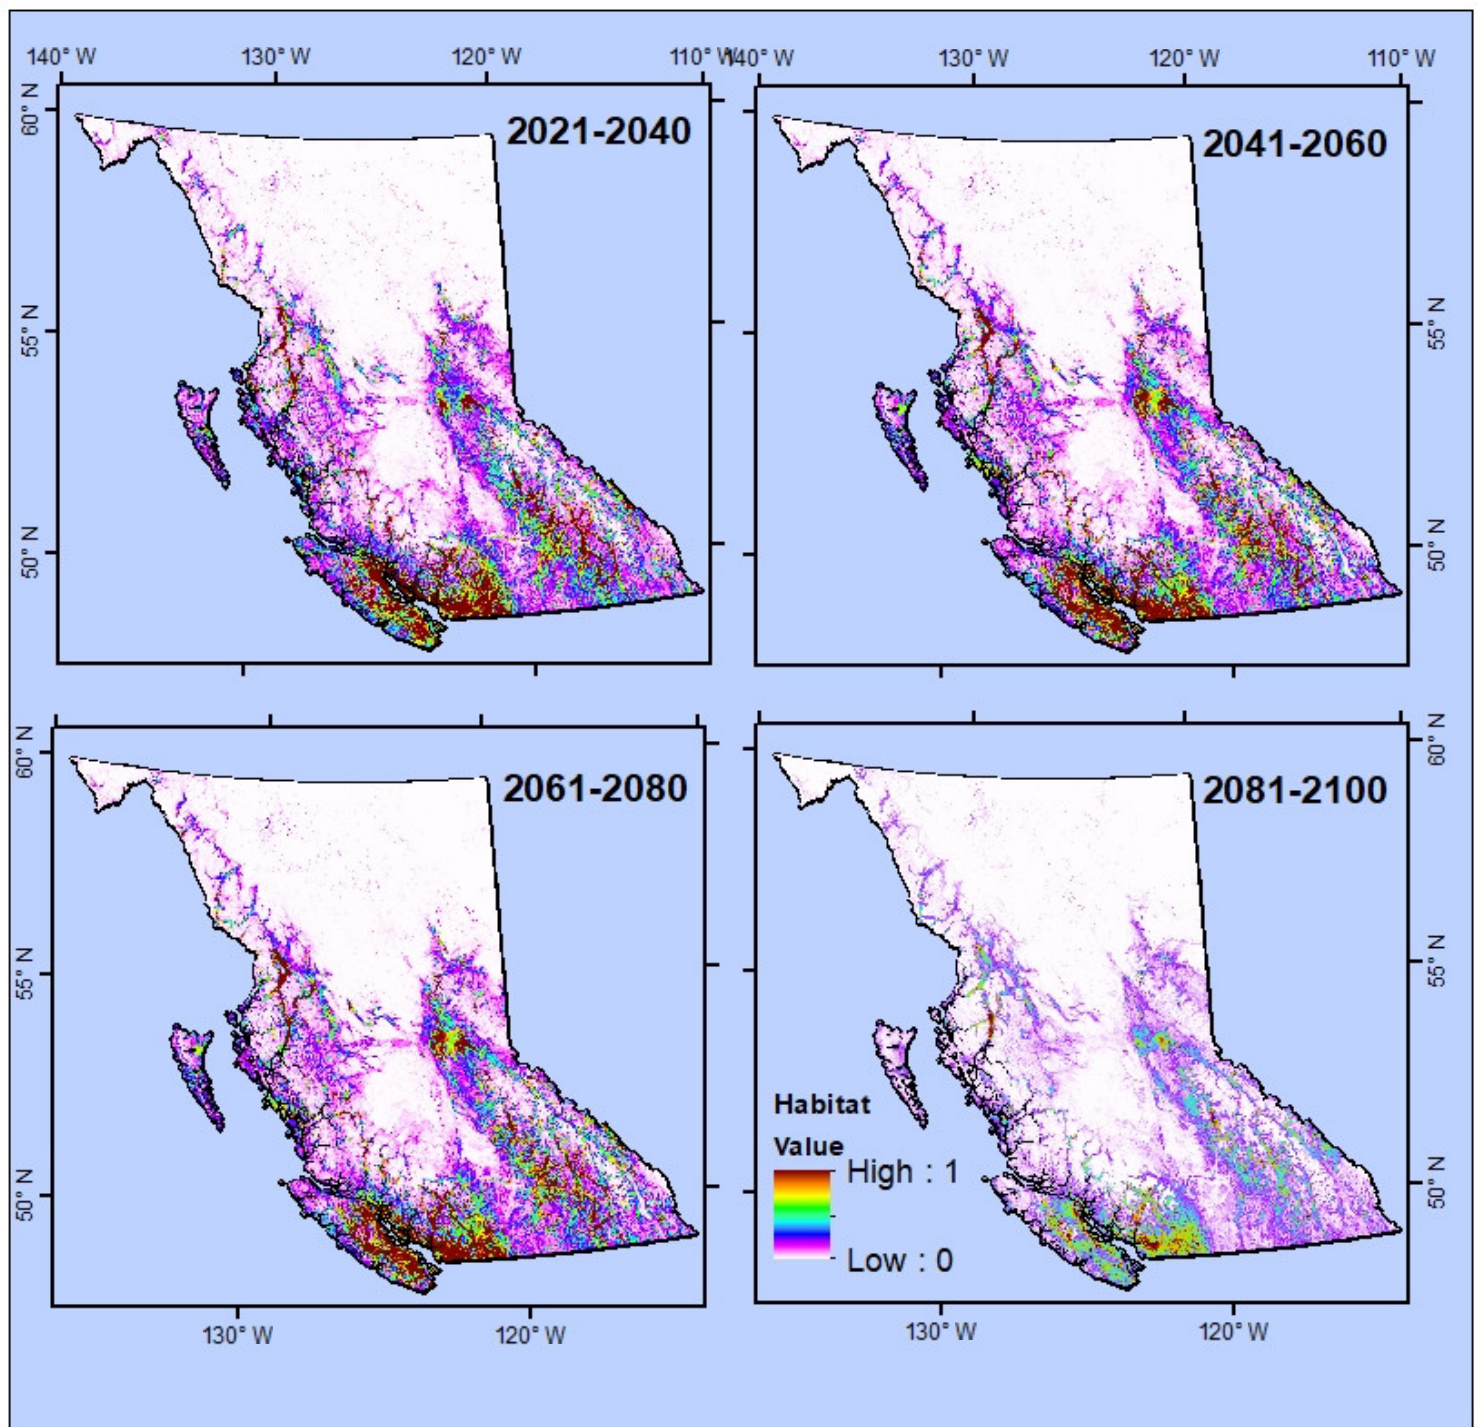 140° W 130° W 120° W 110° W 140° W 130° W 120° W 110° W
60° N
2021-2040
2041-2060
55° N
55° N
50° N
50° N
60° N
60° N
2061-2080
2081-2100
55° N
55° N
Habitat
Value
High : 1
Low : 0
50° N
50° N
130° W 120° W
130° W 120° W